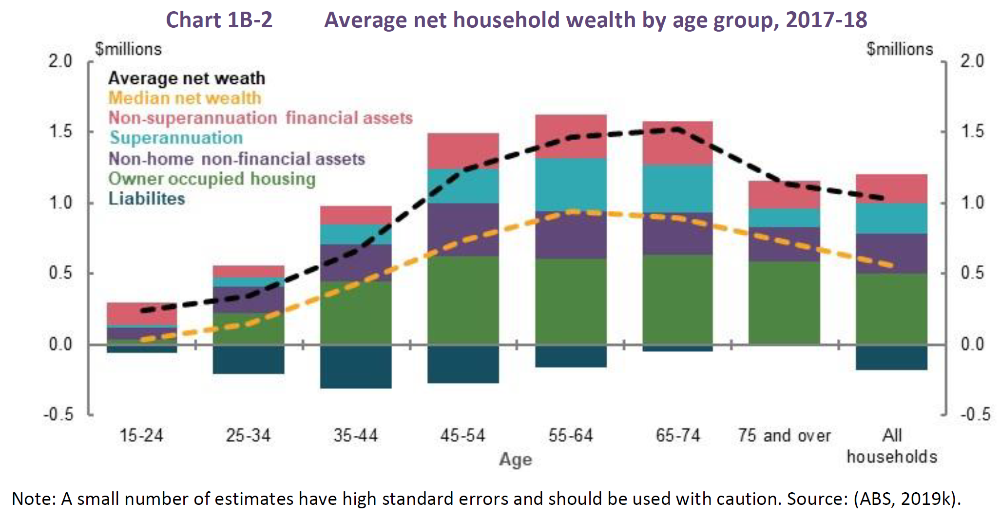 Chart 1B-2 Average net household wealth by age group, 2017-18
$millions $millions
2.0 2.0
Average net weath
Median net wealth
Non-superannuation financial assets
1.5 1.5
Superannuation
Non-home non-financial assets
Owner occupied housing
Liabilites
1.0 1.0
0.5 0.5
0.0 0.0
-0.5 -0.5
15-24 25-34 35-44 45-54 55-64 65-74 75 and over All
households
Age
Note: A small number of estimates have high standard errors and should be used with caution. Source: (ABS, 2019k).